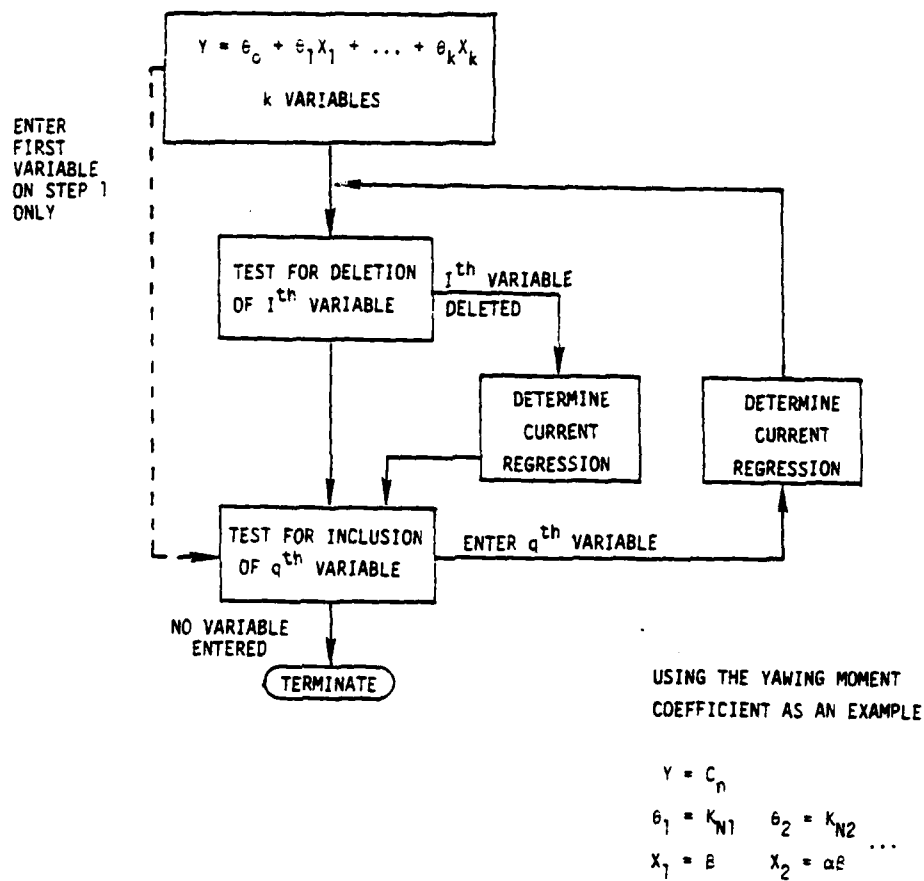 Y = θ₀ + θ₁X₁ + ... + θₖXₖ
k VARIABLES
ENTER
FIRST
VARIABLE
ON STEP 1
ONLY
TEST FOR DELETION
OF Iᵗʰ VARIABLE
Iᵗʰ VARIABLE
DELETED
DETERMINE
CURRENT
REGRESSION
DETERMINE
CURRENT
REGRESSION
TEST FOR INCLUSION
OF qᵗʰ VARIABLE
ENTER qᵗʰ VARIABLE
NO VARIABLE
ENTERED
TERMINATE
USING THE YAWING MOMENT
COEFFICIENT AS AN EXAMPLE
Y = Cₙ
θ₁ = K_N1 θ₂ = K_N2 ...
X₁ = β X₂ = αβ